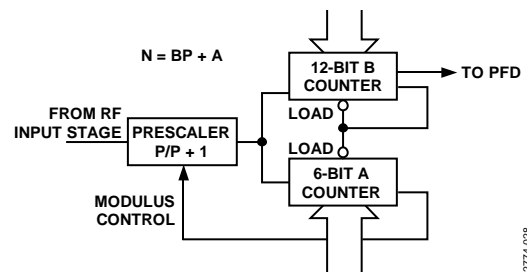 N = BP + A
12-BIT B
COUNTER
TO PFD
FROM RF
INPUT STAGE
PRESCALER
P/P + 1
LOAD
LOAD
6-BIT A
COUNTER
MODULUS
CONTROL